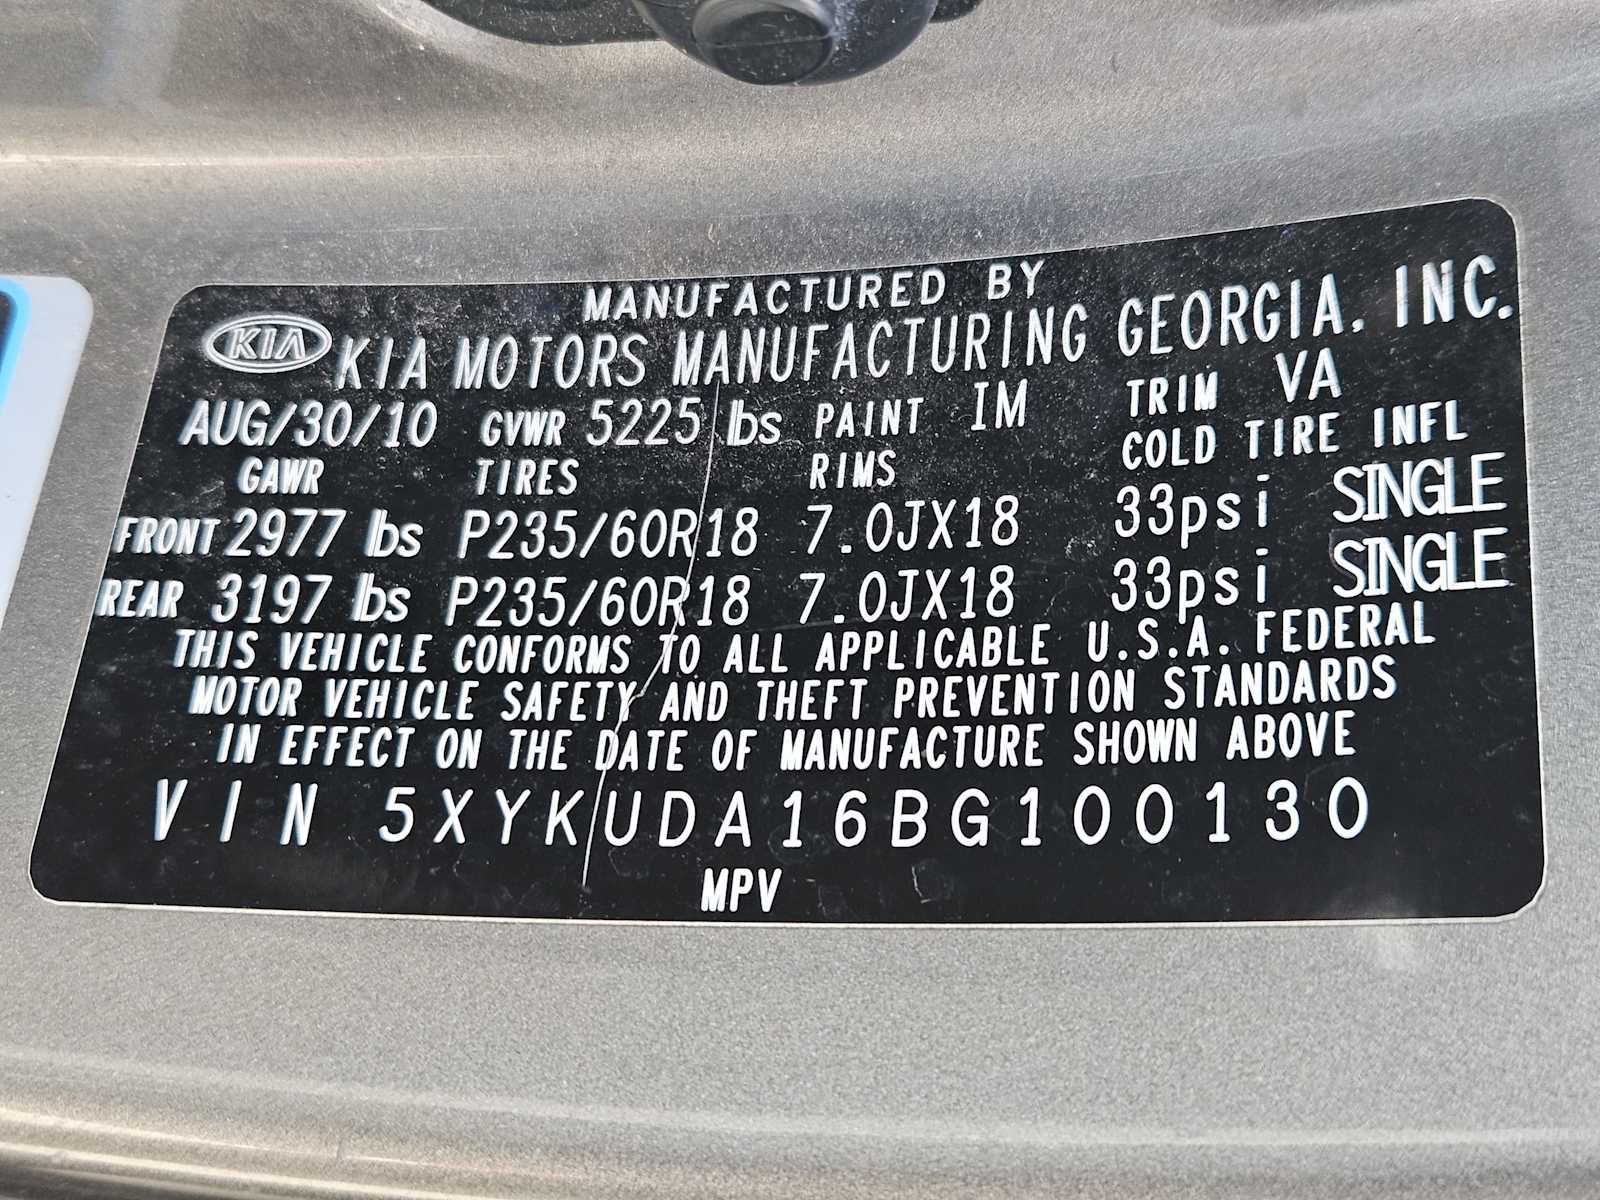 MANUFACTURED BY
KIA KIA MOTORS MANUFACTURING GEORGIA, INC.
AUG/30/10 GVWR 5225 lbs PAINT IM TRIM VA
GAWR TIRES RIMS COLD TIRE INFL
FRONT 2977 lbs P235/60R18 7.0JX18 33psi SINGLE
REAR 3197 lbs P235/60R18 7.0JX18 33psi SINGLE
THIS VEHICLE CONFORMS TO ALL APPLICABLE U.S.A. FEDERAL
MOTOR VEHICLE SAFETY AND THEFT PREVENTION STANDARDS
IN EFFECT ON THE DATE OF MANUFACTURE SHOWN ABOVE
VIN 5XYKUDA16BG100130
MPV